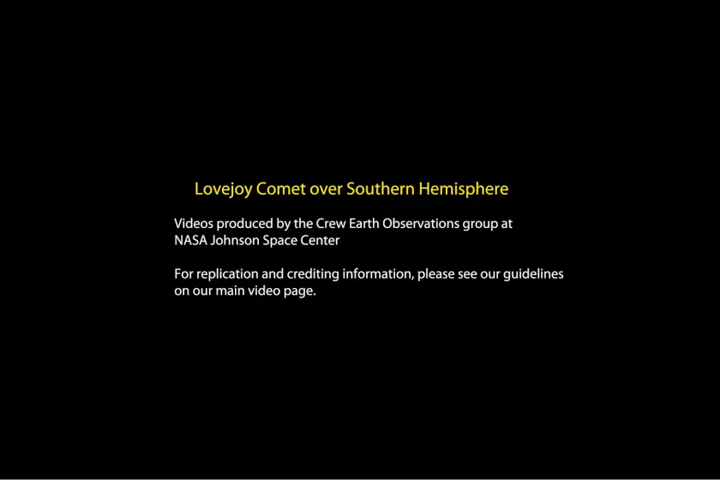 Lovejoy Comet over Southern Hemisphere
Videos produced by the Crew Earth Observations group at
NASA Johnson Space Center
For replication and crediting information, please see our guidelines
on our main video page.